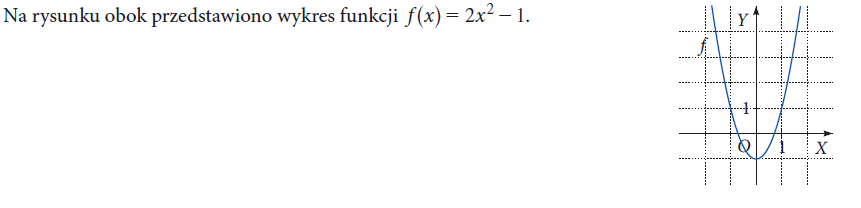 Na rysunku obok przedstawiono wykres funkcji f(x) = 2x² – 1.
Y
f
1
O
1
X